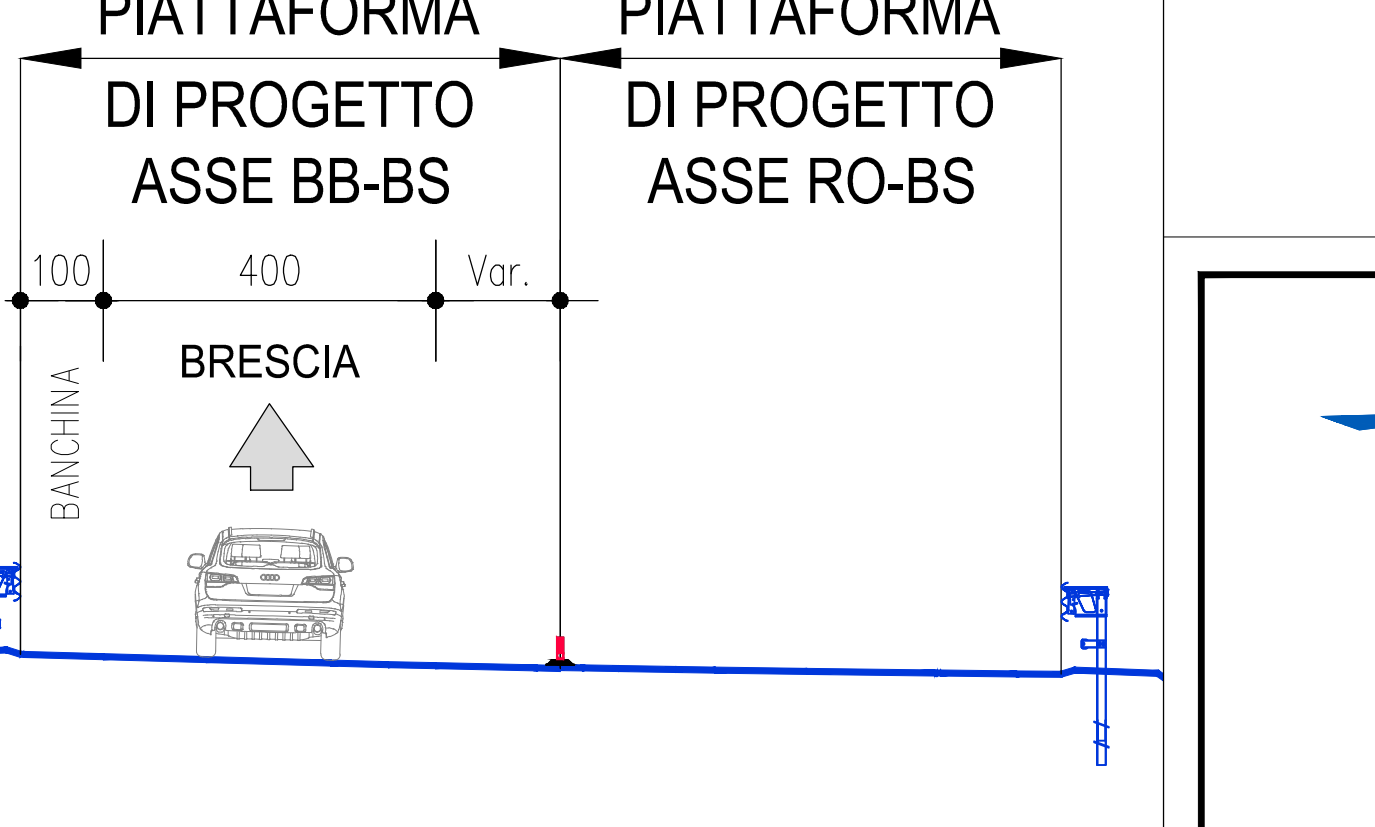 PIATTAFORMA
DI PROGETTO
ASSE BB-BS
PIATTAFORMA
DI PROGETTO
ASSE RO-BS
100
400
Var.
BRESCIA
BANCHINA